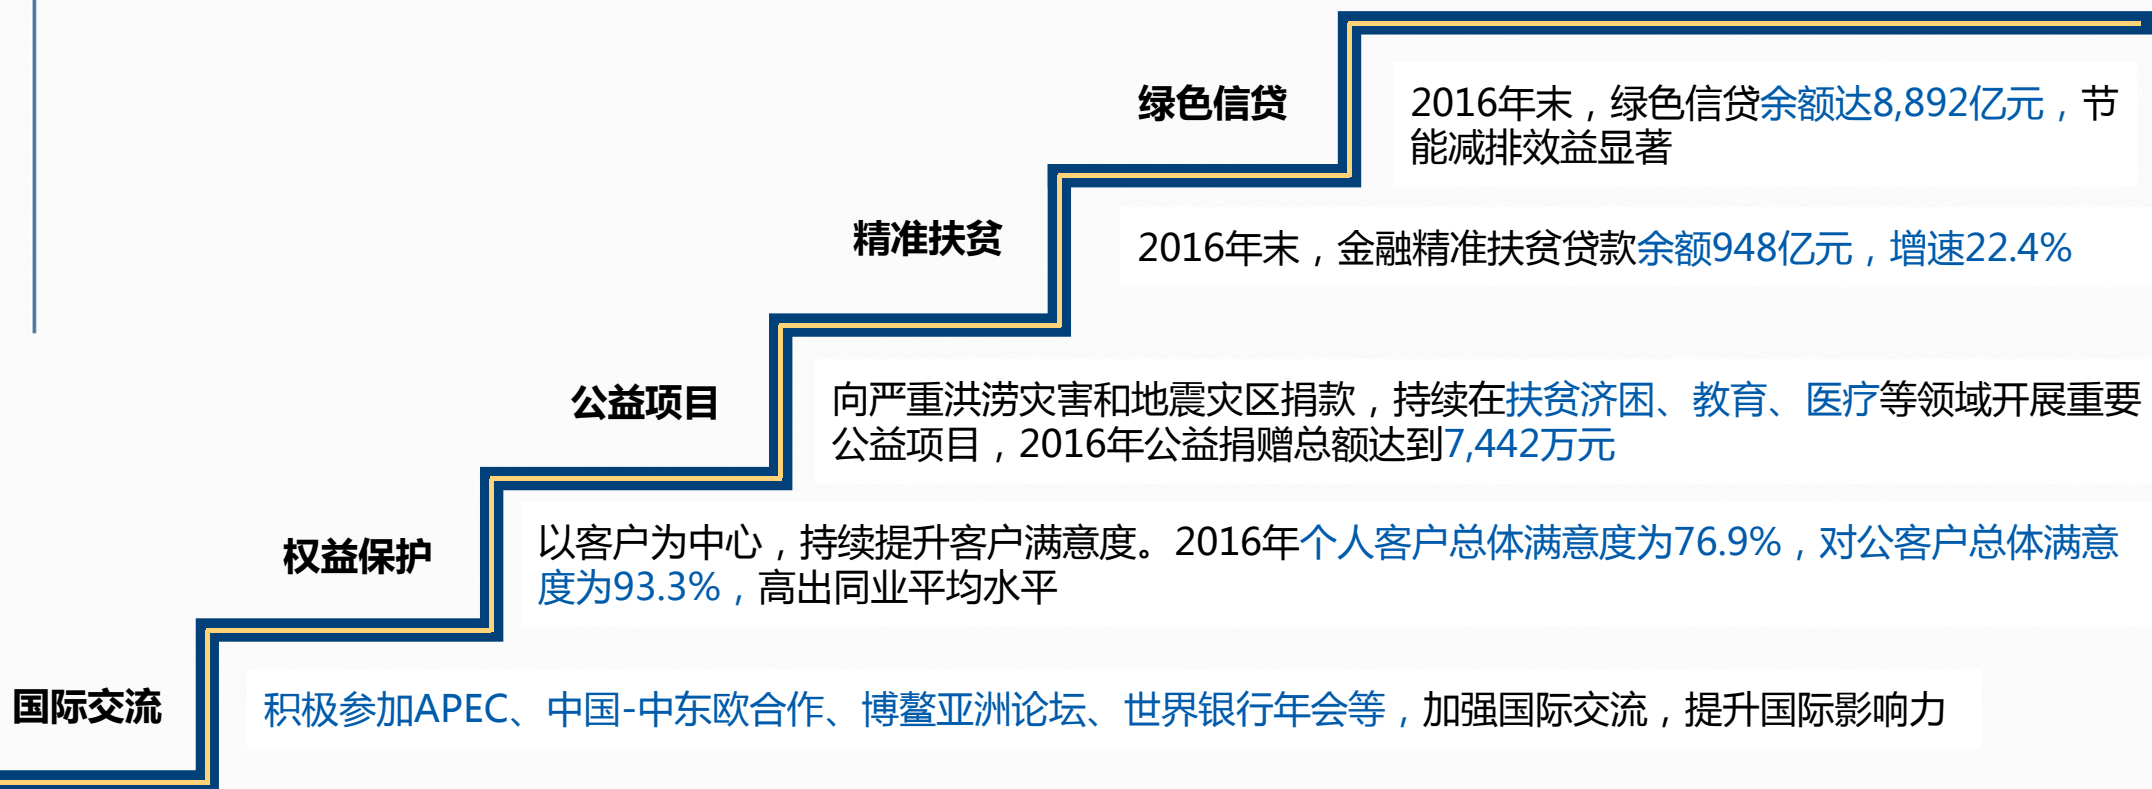 绿色信贷
2016年末，绿色信贷余额达8,892亿元，节
能减排效益显著
精准扶贫
2016年末，金融精准扶贫贷款余额948亿元，增速22.4%
公益项目
向严重洪涝灾害和地震灾区捐款，持续在扶贫济困、教育、医疗等领域开展重要
公益项目，2016年公益捐赠总额达到7,442万元
权益保护
以客户为中心，持续提升客户满意度。2016年个人客户总体满意度为76.9%，对公客户总体满意
度为93.3%，高出同业平均水平
国际交流
积极参加APEC、中国-中东欧合作、博鳌亚洲论坛、世界银行年会等，加强国际交流，提升国际影响力